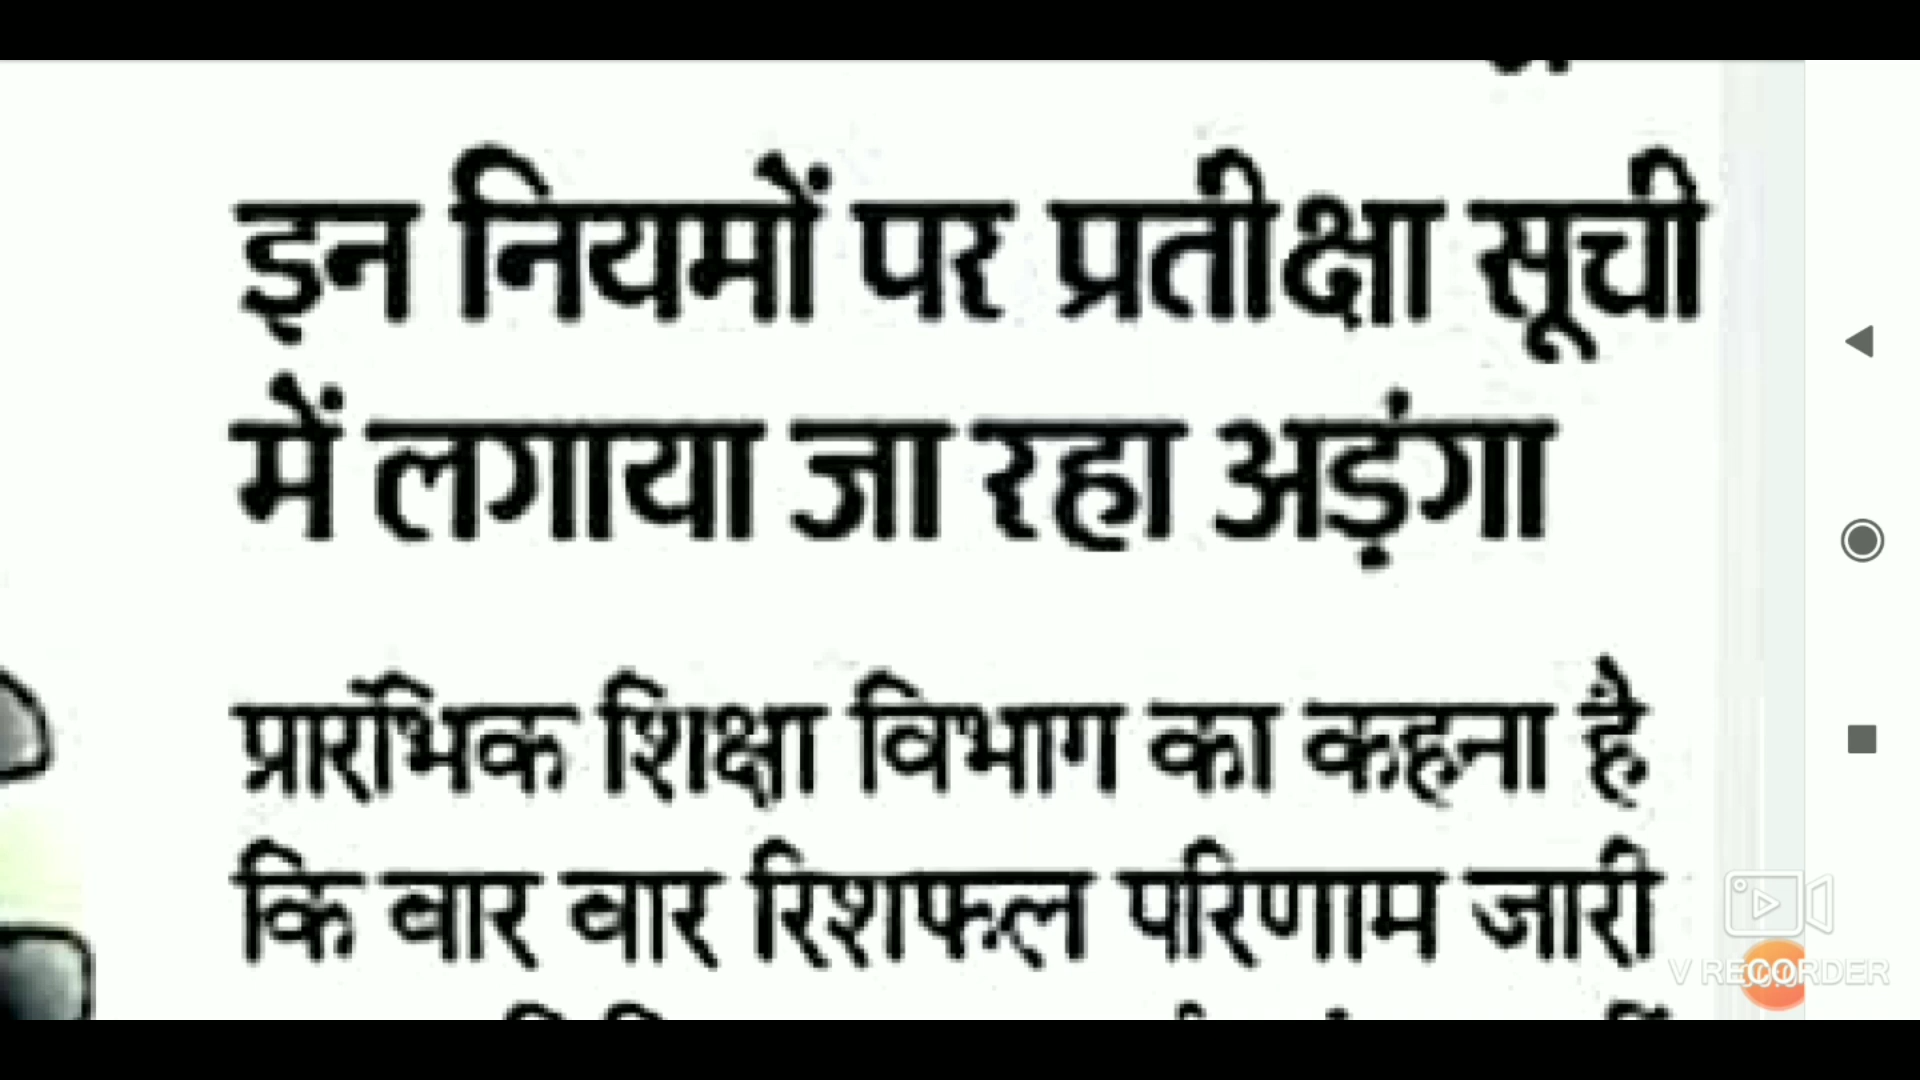 इन नियमों पर प्रतीक्षा सूची
में लगाया जा रहा अड़ंगा
प्रारंभिक शिक्षा विभाग का कहना है
कि बार बार रिशफल परिणाम जारी
V RECORDER